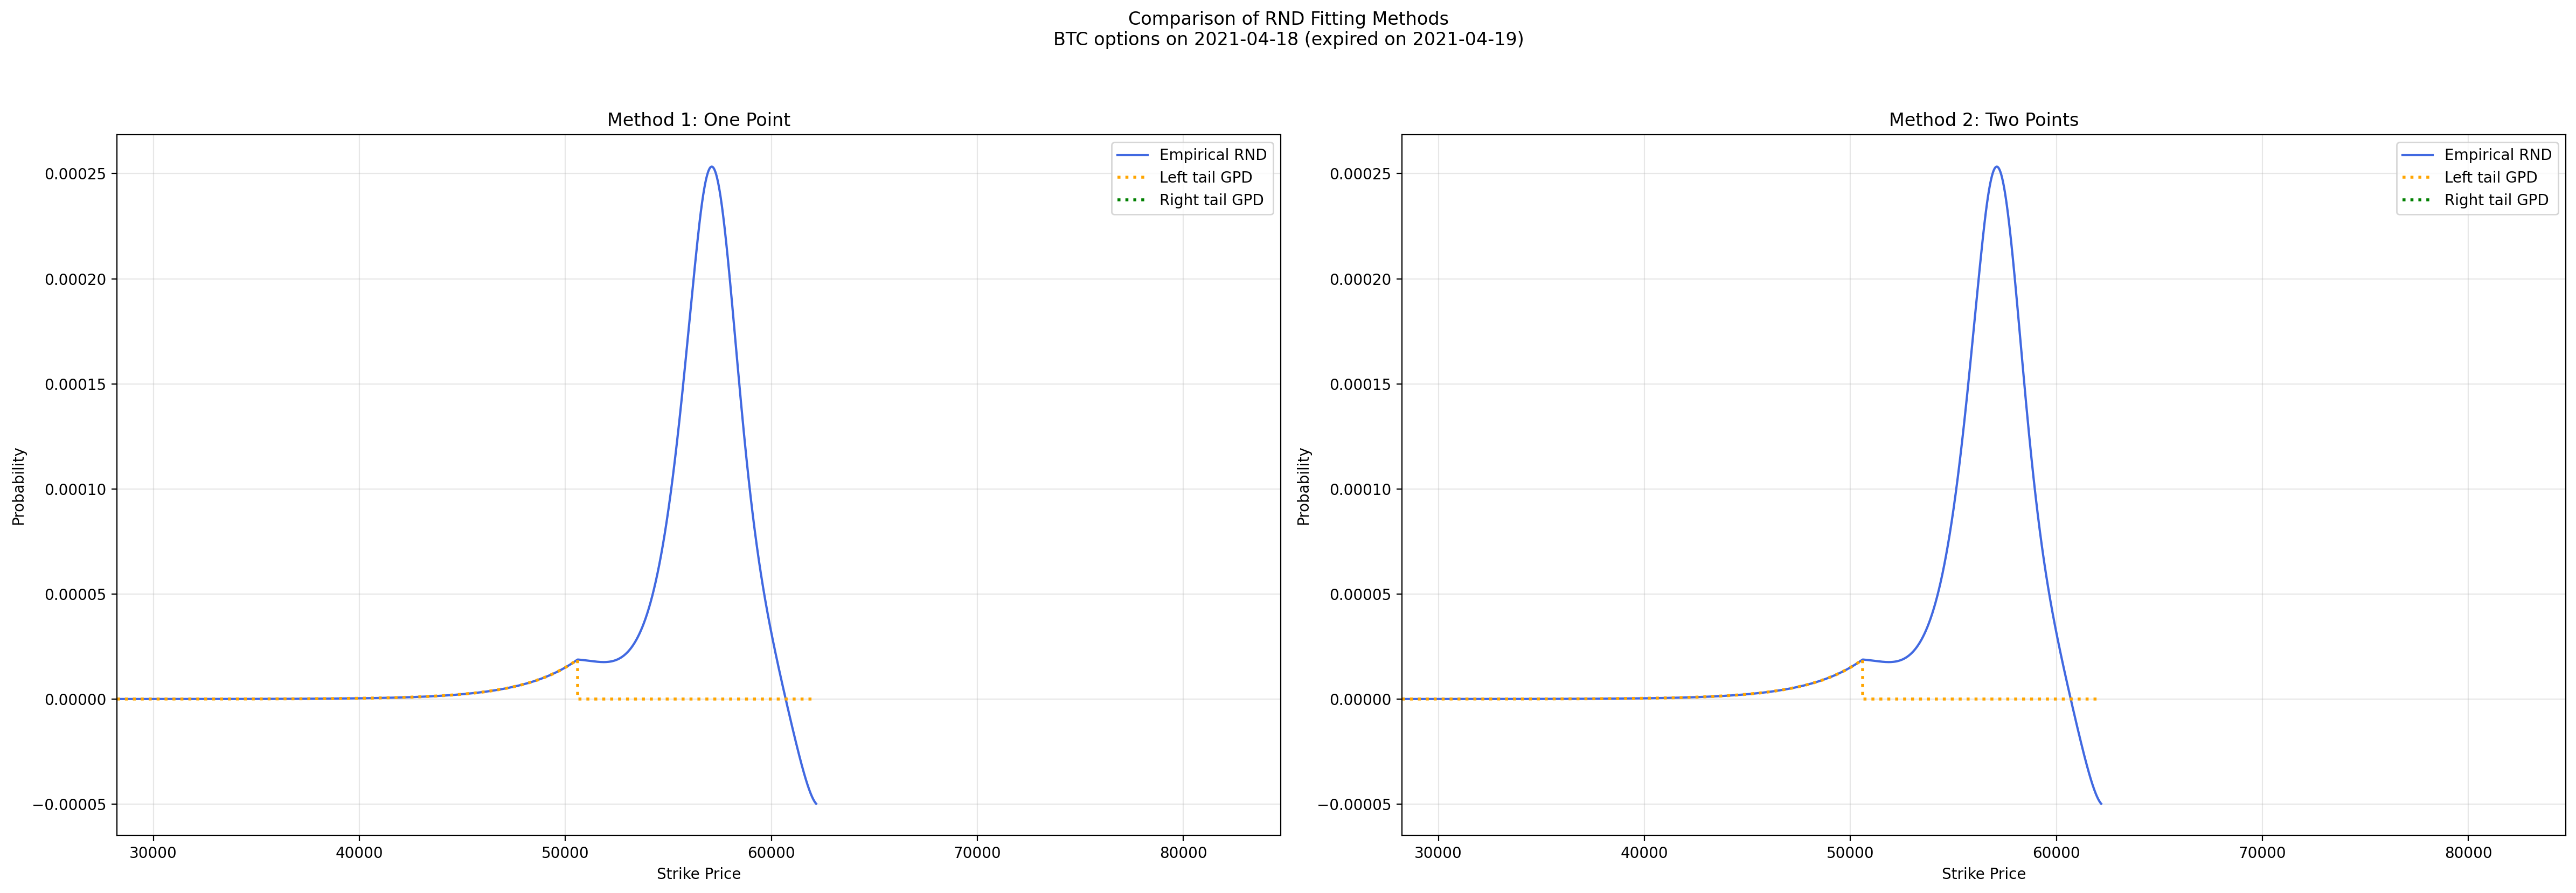 Comparison of RND Fitting Methods
BTC options on 2021-04-18 (expired on 2021-04-19)
Method 1: One Point
Empirical RND
Left tail GPD
Right tail GPD
0.00025
0.00020
0.00015
0.00010
0.00005
0.00000
−0.00005
Probability
30000
40000
50000
60000
70000
80000
Strike Price
Method 2: Two Points
Empirical RND
Left tail GPD
Right tail GPD
0.00025
0.00020
0.00015
0.00010
0.00005
0.00000
−0.00005
Probability
30000
40000
50000
60000
70000
80000
Strike Price